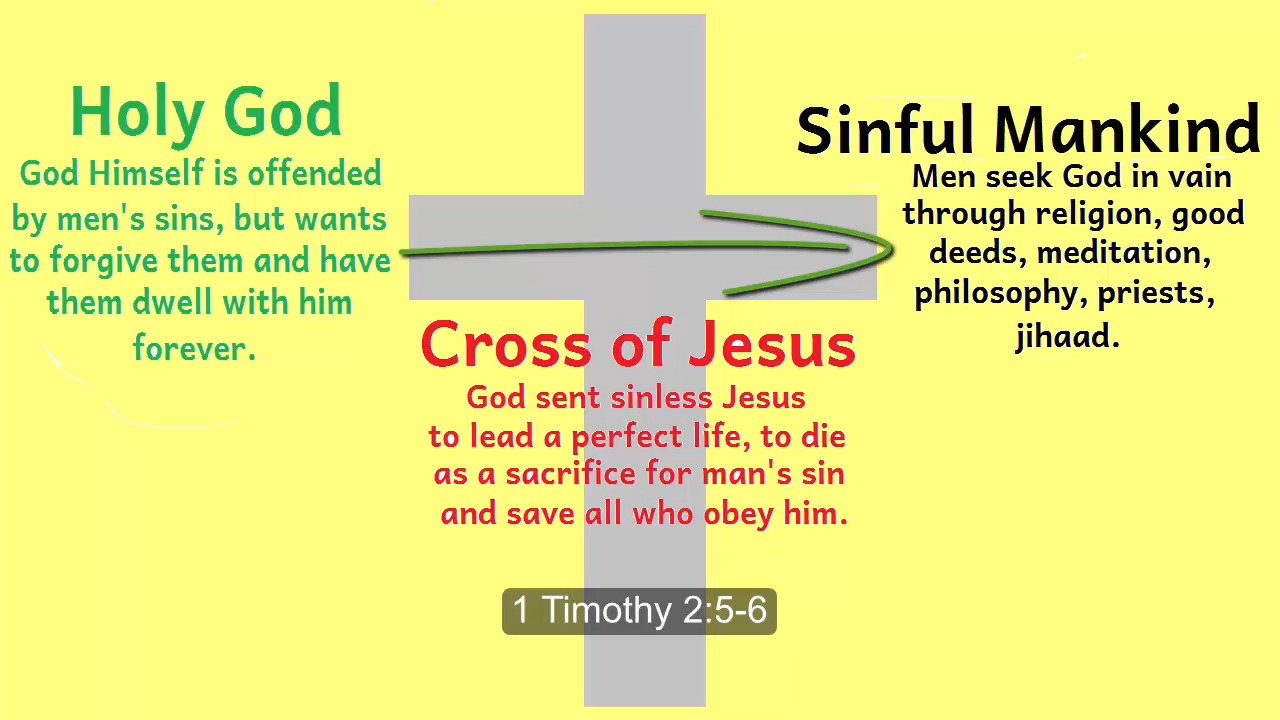 Holy God
God Himself is offended
by men's sins, but wants
to forgive them and have
them dwell with him
forever.
Cross of Jesus
God sent sinless Jesus
to lead a perfect life, to die
as a sacrifice for man's sin
and save all who obey him.
Sinful Mankind
Men seek God in vain
through religion, good
deeds, meditation,
philosophy, priests,
jihaad.
1 Timothy 2:5-6